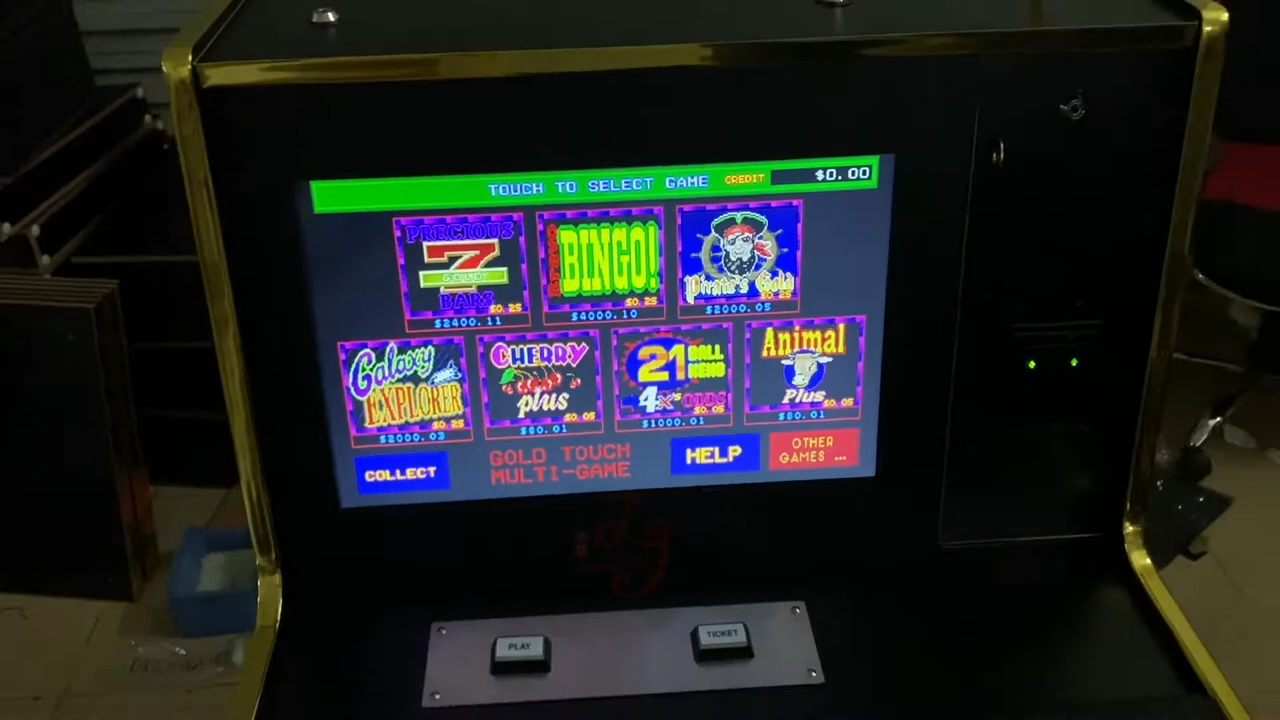 TOUCH TO SELECT GAME CREDIT $0.00
PRECIOUS
7
GOLD
BARS
$0.25
$2400.11
BINGO!
$0.25
$4000.10
Pirate's Gold
$0.25
$2000.05
Galaxy
EXPLORER
$0.25
$2000.03
CHERRY
plus
$0.05
$80.01
21 BALL
KENO
4x's ODDS
$0.05
$1000.01
Animal
Plus
$0.05
$80.01
COLLECT
GOLD TOUCH
MULTI-GAME
HELP
OTHER
GAMES ...
PLAY
TICKET